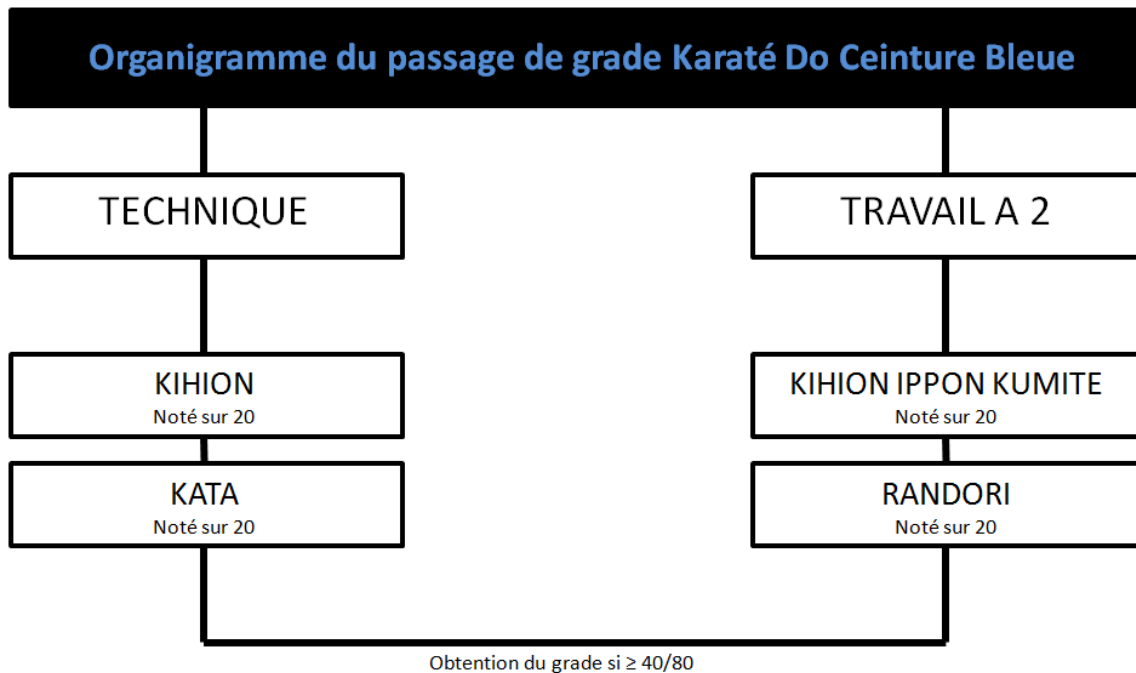 Organigramme du passage de grade Karaté Do Ceinture Bleue
TECHNIQUE
TRAVAIL A 2
KIHION
Noté sur 20
KIHION IPPON KUMITE
Noté sur 20
KATA
Noté sur 20
RANDORI
Noté sur 20
Obtention du grade si ≥ 40/80